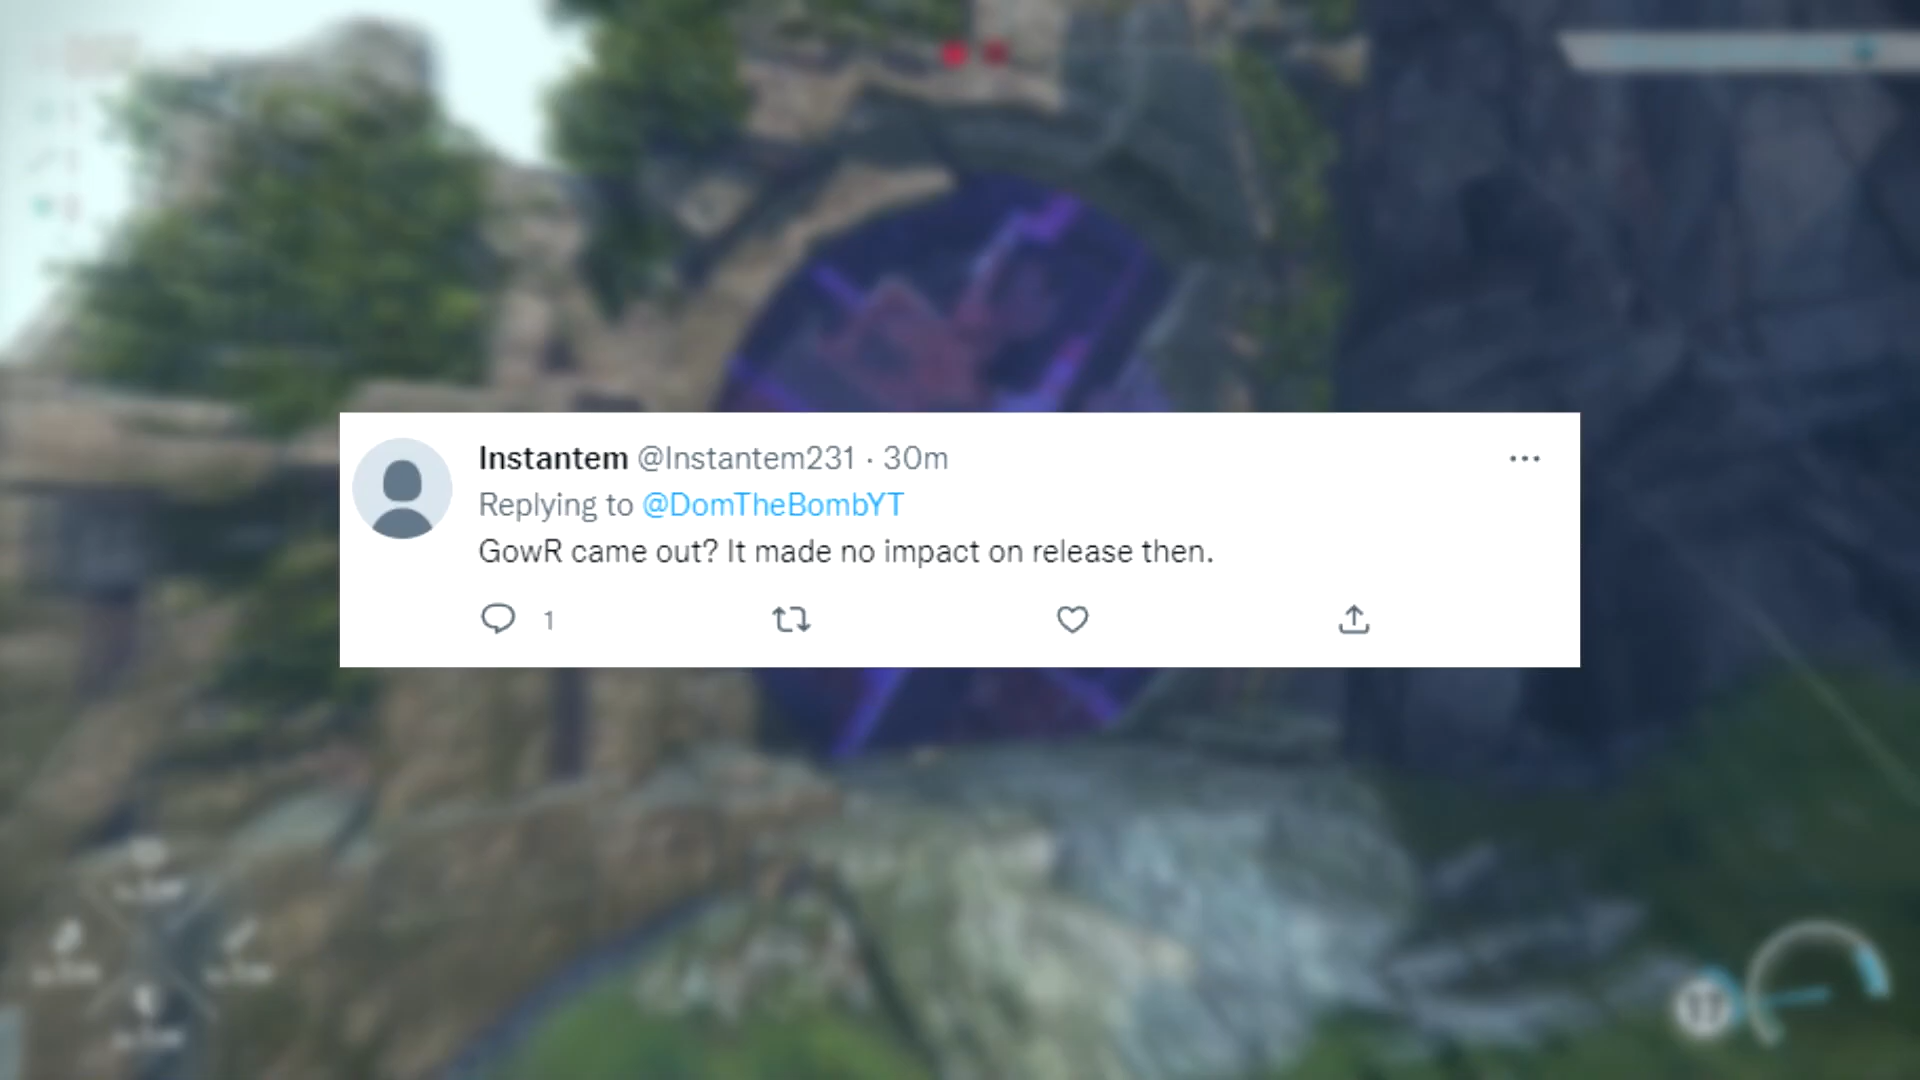 Instantem @Instantem231 · 30m
Replying to @DomTheBombYT
GowR came out? It made no impact on release then.
1